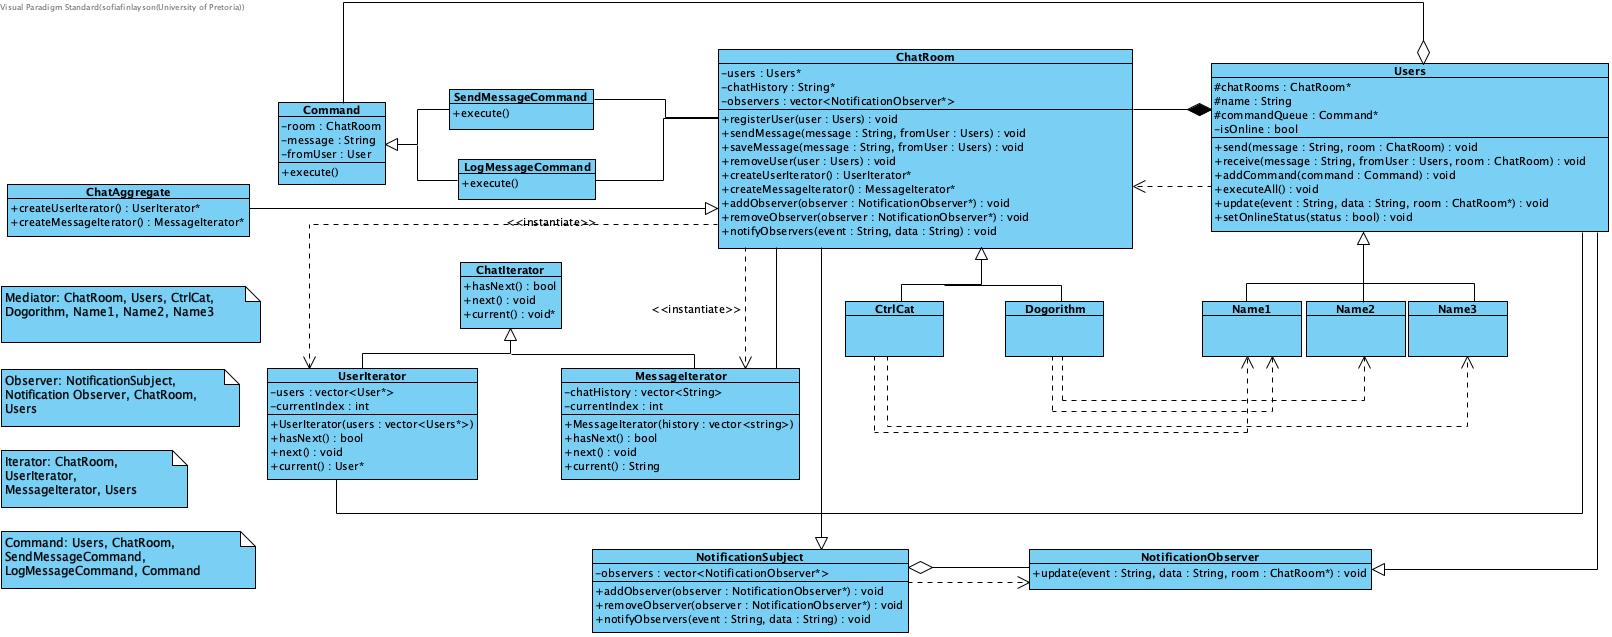 Visual Paradigm Standard(sofiafinlayson(University of Pretoria))
ChatRoom
-users : Users*
-chatHistory : String*
-observers : vector<NotificationObserver*>
+registerUser(user : Users) : void
+sendMessage(message : String, fromUser : Users) : void
+saveMessage(message : String, fromUser : Users) : void
+removeUser(user : Users) : void
+createUserIterator() : UserIterator*
+createMessageIterator() : MessageIterator*
+addObserver(observer : NotificationObserver*) : void
+removeObserver(observer : NotificationObserver*) : void
+notifyObservers(event : String, data : String) : void
Users
#chatRooms : ChatRoom*
#name : String
#commandQueue : Command*
-isOnline : bool
+send(message : String, room : ChatRoom) : void
+receive(message : String, fromUser : Users, room : ChatRoom) : void
+addCommand(command : Command) : void
+executeAll() : void
+update(event : String, data : String, room : ChatRoom*) : void
+setOnlineStatus(status : bool) : void
SendMessageCommand
+execute()
Command
-room : ChatRoom
-message : String
-fromUser : User
+execute()
LogMessageCommand
+execute()
ChatAggregate
+createUserIterator() : UserIterator*
+createMessageIterator() : MessageIterator*
<<instantiate>>
ChatIterator
+hasNext() : bool
+next() : void
+current() : void*
<<instantiate>>
Mediator: ChatRoom, Users, CtrlCat,
Dogorithm, Name1, Name2, Name3
CtrlCat
Dogorithm
Name1
Name2
Name3
Observer: NotificationSubject,
Notification Observer, ChatRoom,
Users
UserIterator
-users : vector<User*>
-currentIndex : int
+UserIterator(users : vector<Users*>)
+hasNext() : bool
+next() : void
+current() : User*
MessageIterator
-chatHistory : vector<String>
-currentIndex : int
+MessageIterator(history : vector<string>)
+hasNext() : bool
+next() : void
+current() : String
Iterator: ChatRoom,
UserIterator,
MessageIterator, Users
Command: Users, ChatRoom,
SendMessageCommand,
LogMessageCommand, Command
NotificationSubject
-observers : vector<NotificationObserver*>
+addObserver(observer : NotificationObserver*) : void
+removeObserver(observer : NotificationObserver*) : void
+notifyObservers(event : String, data : String) : void
NotificationObserver
+update(event : String, data : String, room : ChatRoom*) : void